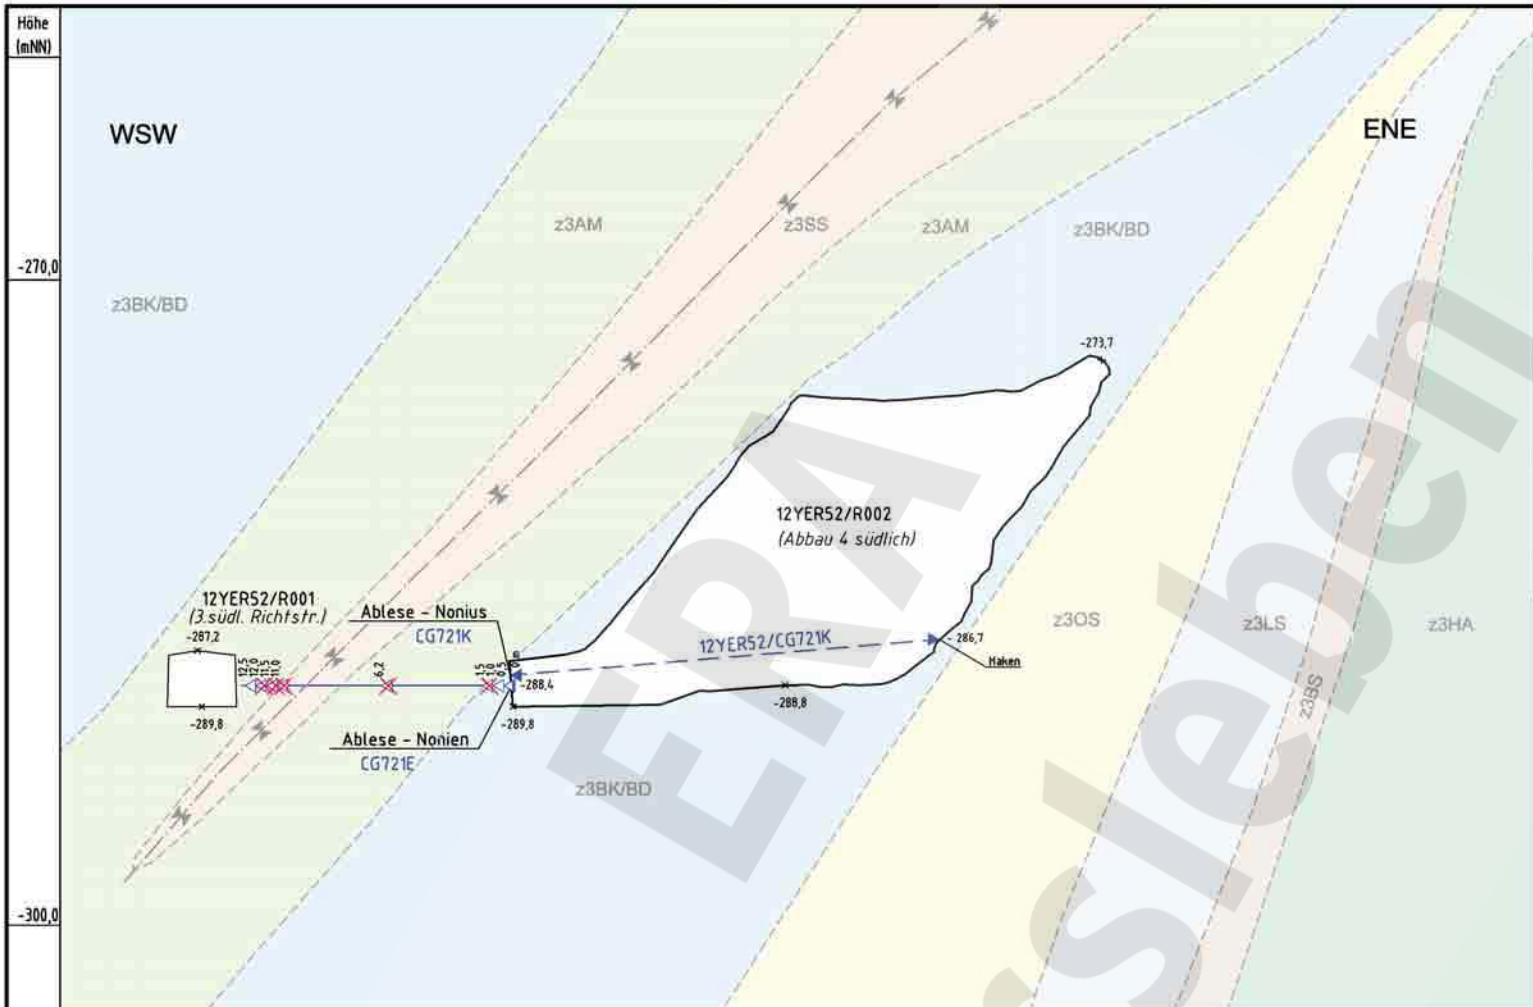 Höhe
(mNN)
WSW
ENE
z3AM
z3SS
z3AM
z3BK/BD
-270,0
z3BK/BD
-273,7
12YER52/R002
(Abbau 4 südlich)
12YER52/R001
(3.südl. Richtstr.)
-287,2
Ablese - Nonius
CG721K
12YER52/CG721K
-286,7
Haken
z3OS
z3LS
z3HA
12,5
12,0
11,5
11,0
6,2
1,5
1,0
0,5
-288,4
-289,8
-289,8
-288,8
z3BS
Ablese - Nonien
CG721E
z3BK/BD
-300,0
ERA
sleben